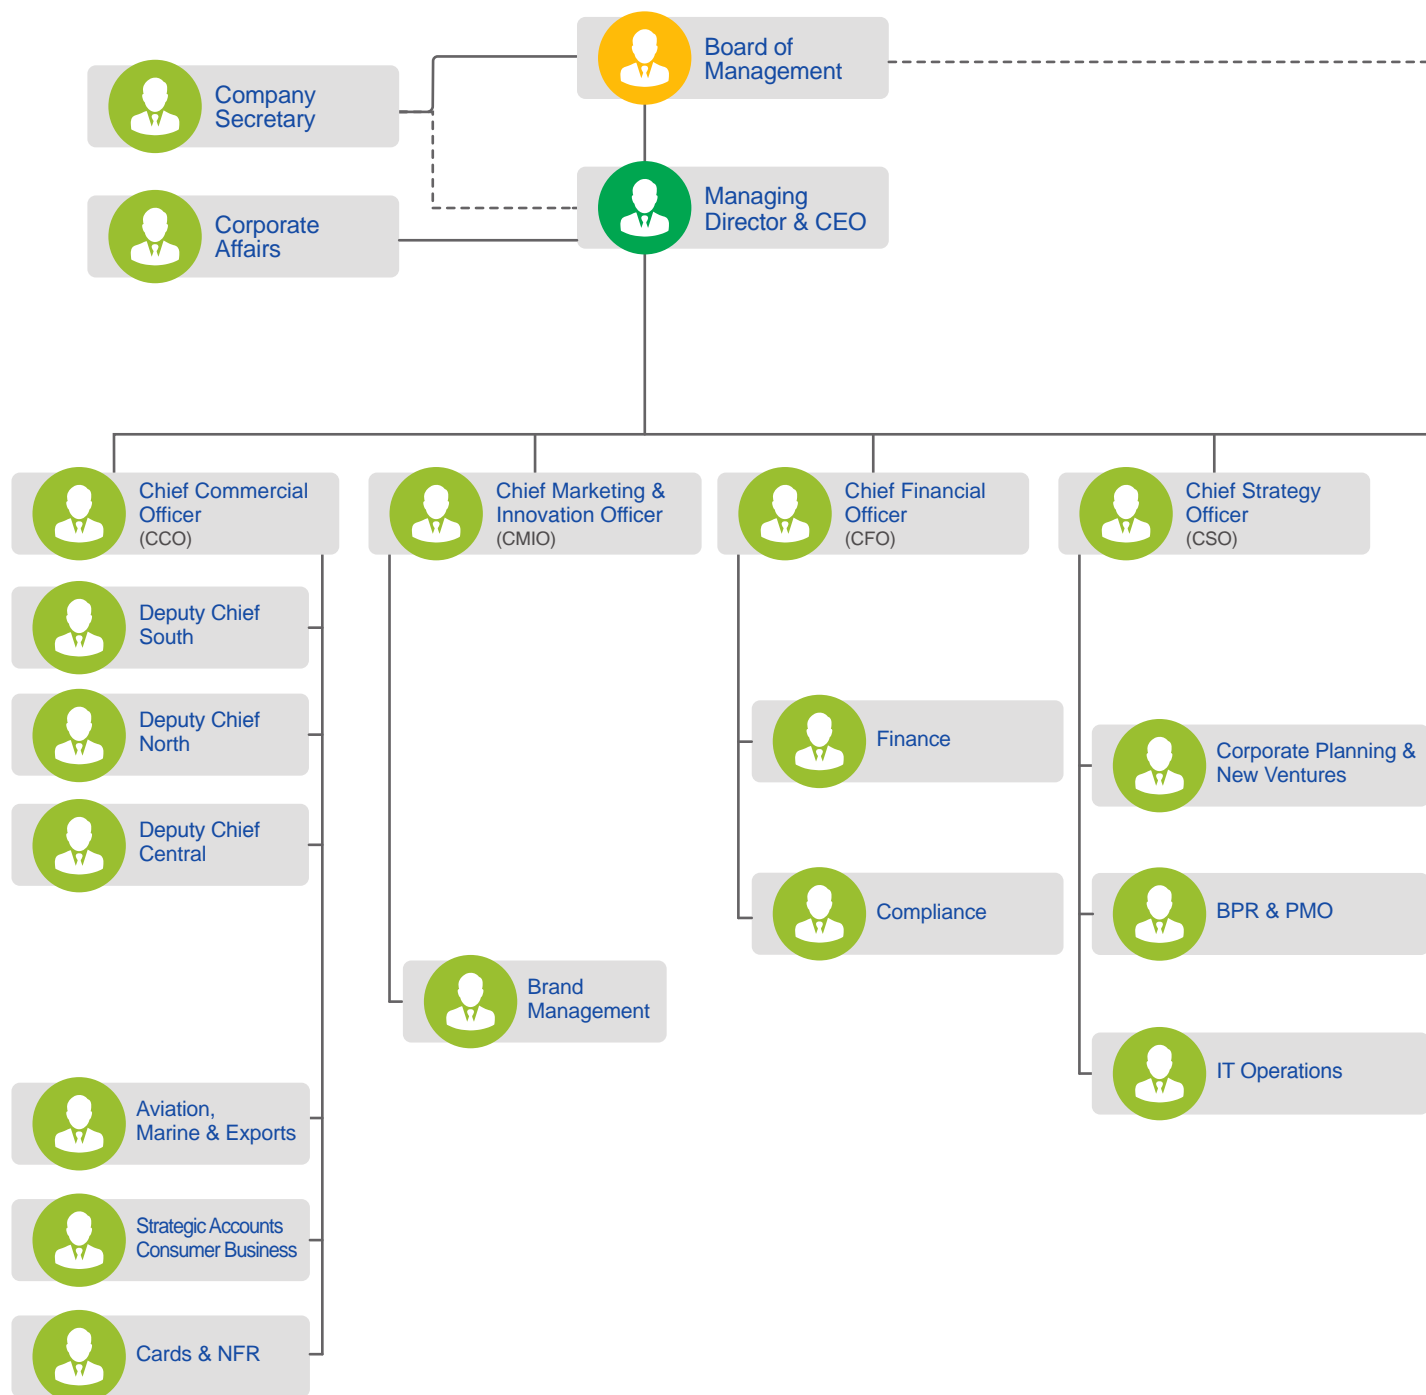 Board of
Management
Company
Secretary
Managing
Director & CEO
Corporate
Affairs
Chief Commercial
Officer
(CCO)
Chief Marketing &
Innovation Officer
(CMIO)
Chief Financial
Officer
(CFO)
Chief Strategy
Officer
(CSO)
Deputy Chief
South
Deputy Chief
North
Deputy Chief
Central
Aviation,
Marine & Exports
Strategic Accounts
Consumer Business
Cards & NFR
Brand
Management
Finance
Compliance
Corporate Planning &
New Ventures
BPR & PMO
IT Operations